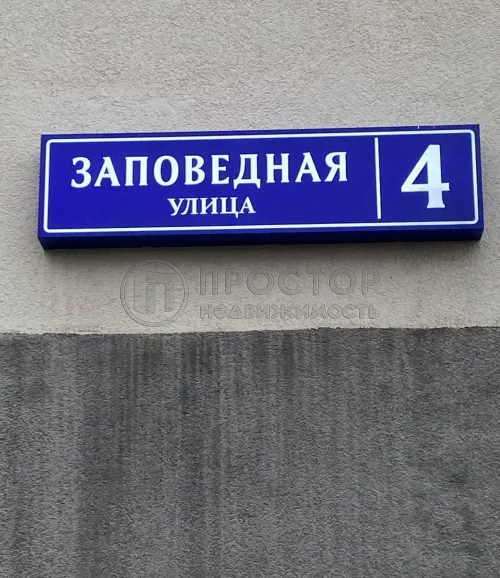 ЗАПОВЕДНАЯ
УЛИЦА
4
ПРОСТОР
НЕДВИЖИМОСТЬ